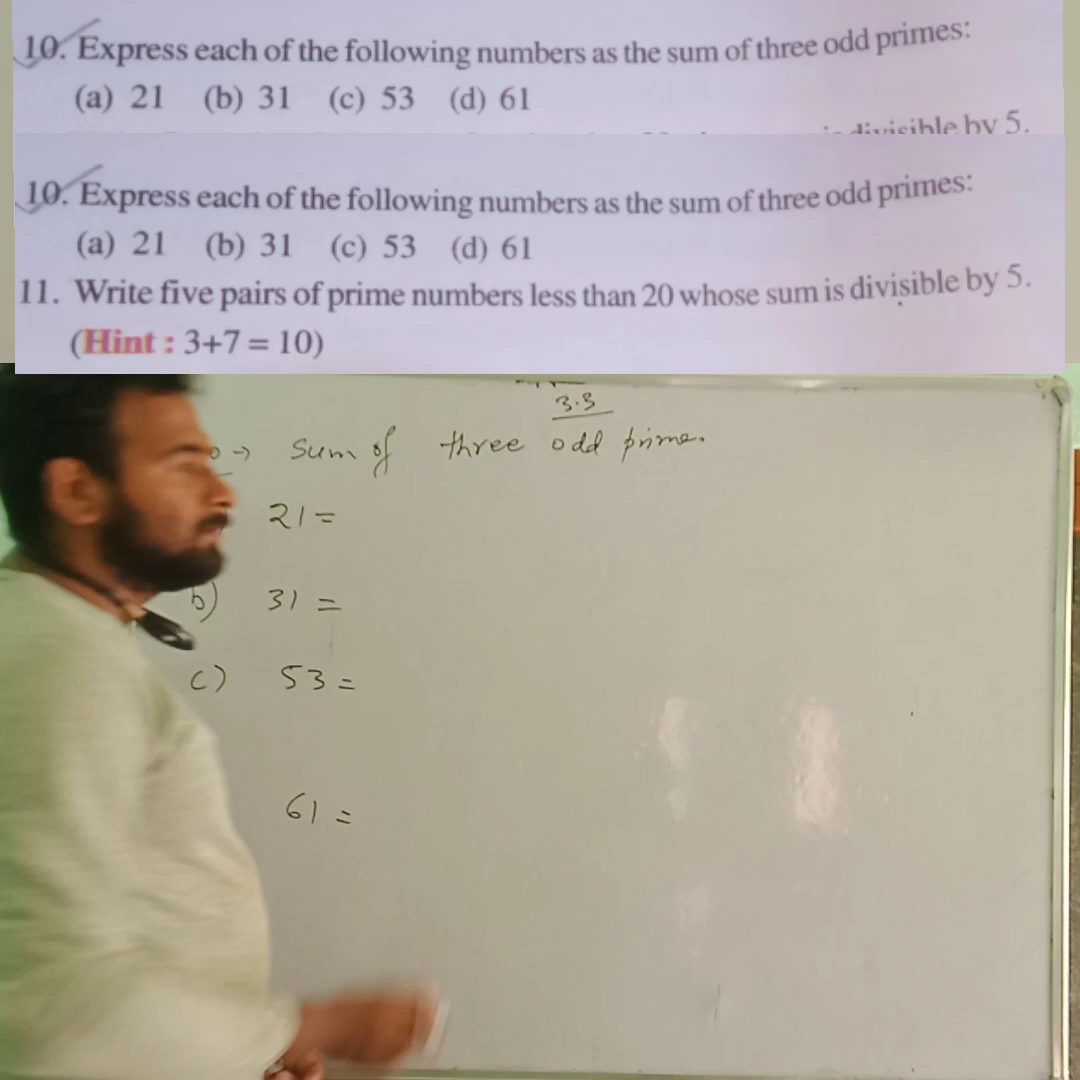 10. Express each of the following numbers as the sum of three odd primes:
(a) 21 (b) 31 (c) 53 (d) 61
divisible by 5.
10. Express each of the following numbers as the sum of three odd primes:
(a) 21 (b) 31 (c) 53 (d) 61
11. Write five pairs of prime numbers less than 20 whose sum is divisible by 5.
(Hint : 3+7 = 10)
3.3
→ sum of three odd prime.
21 =
b) 31 =
c) 53 =
61 =